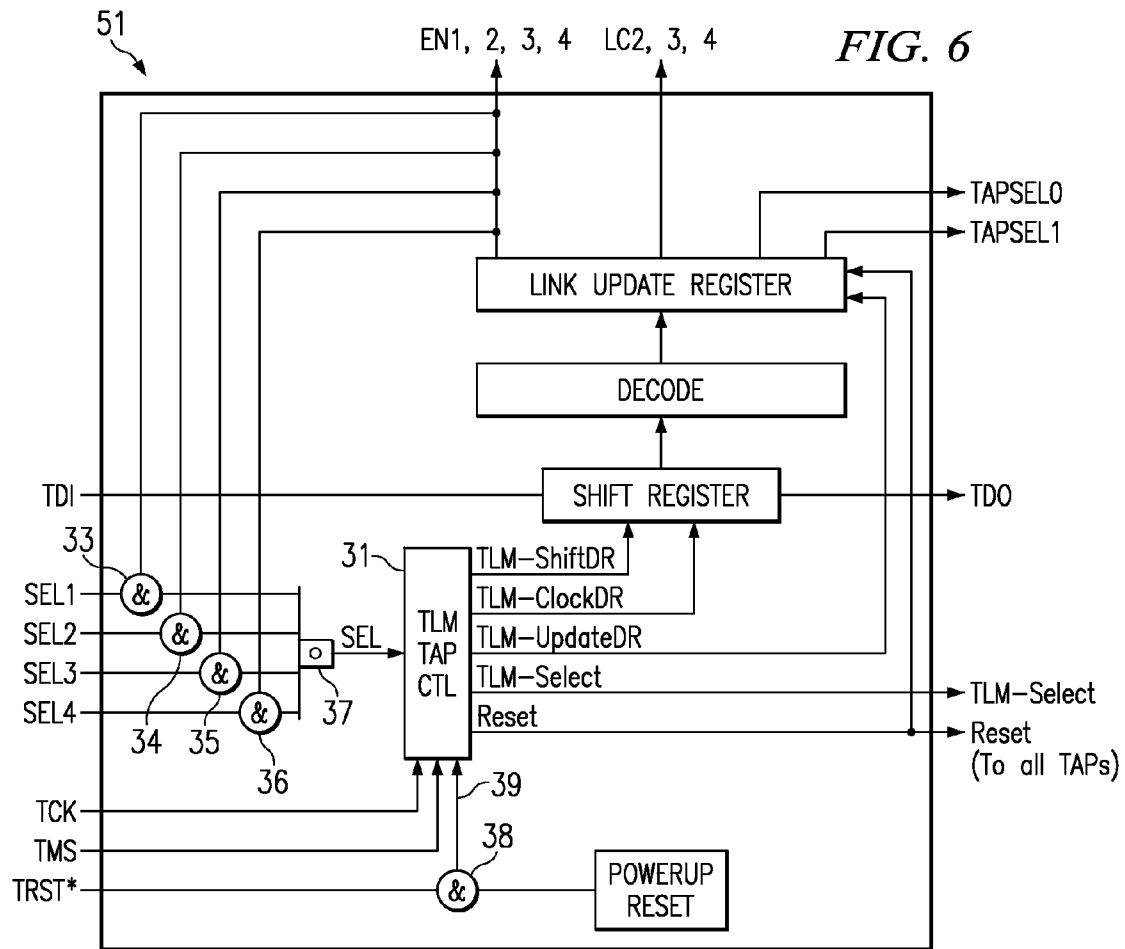 51
EN1, 2, 3, 4 LC2, 3, 4
FIG. 6
TAPSEL0
TAPSEL1
LINK UPDATE REGISTER
DECODE
TDI
SHIFT REGISTER
TDO
33
31
TLM-ShiftDR
SEL1
&
TLM-ClockDR
SEL2
&
SEL
TLM
TAP
CTL
TLM-UpdateDR
SEL3
&
TLM-Select
TLM-Select
SEL4
&
37
Reset
Reset
(To all TAPs)
34
35
36
39
TCK
TMS
38
TRST*
&
POWERUP
RESET